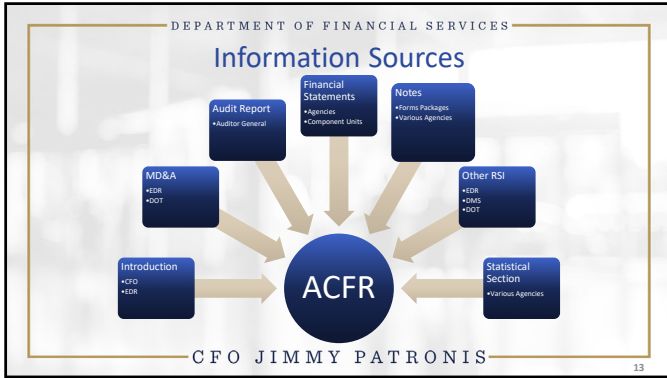 DEPARTMENT OF FINANCIAL SERVICES
Information Sources
Introduction
•CFO
•EDR
MD&A
•EDR
•DOT
Audit Report
•Auditor General
Financial
Statements
•Agencies
•Component Units
Notes
•Forms Packages
•Various Agencies
Other RSI
•EDR
•DMS
•DOT
Statistical
Section
•Various Agencies
ACFR
CFO JIMMY PATRONIS
13